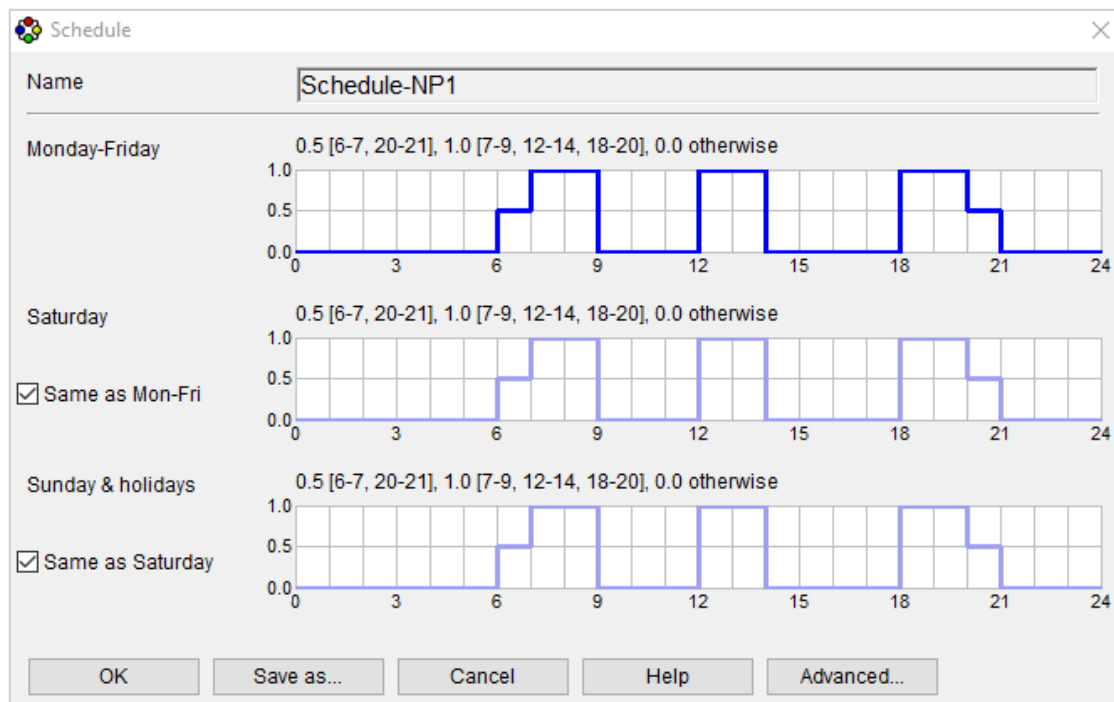 Schedule
Name
Schedule-NP1
Monday-Friday
0.5 [6-7, 20-21], 1.0 [7-9, 12-14, 18-20], 0.0 otherwise
1.0
0.5
0.0
0 3 6 9 12 15 18 21 24
Saturday
0.5 [6-7, 20-21], 1.0 [7-9, 12-14, 18-20], 0.0 otherwise
1.0
0.5
Same as Mon-Fri
0.0
0 3 6 9 12 15 18 21 24
Sunday & holidays
0.5 [6-7, 20-21], 1.0 [7-9, 12-14, 18-20], 0.0 otherwise
1.0
0.5
Same as Saturday
0.0
0 3 6 9 12 15 18 21 24
OK Save as... Cancel Help Advanced...